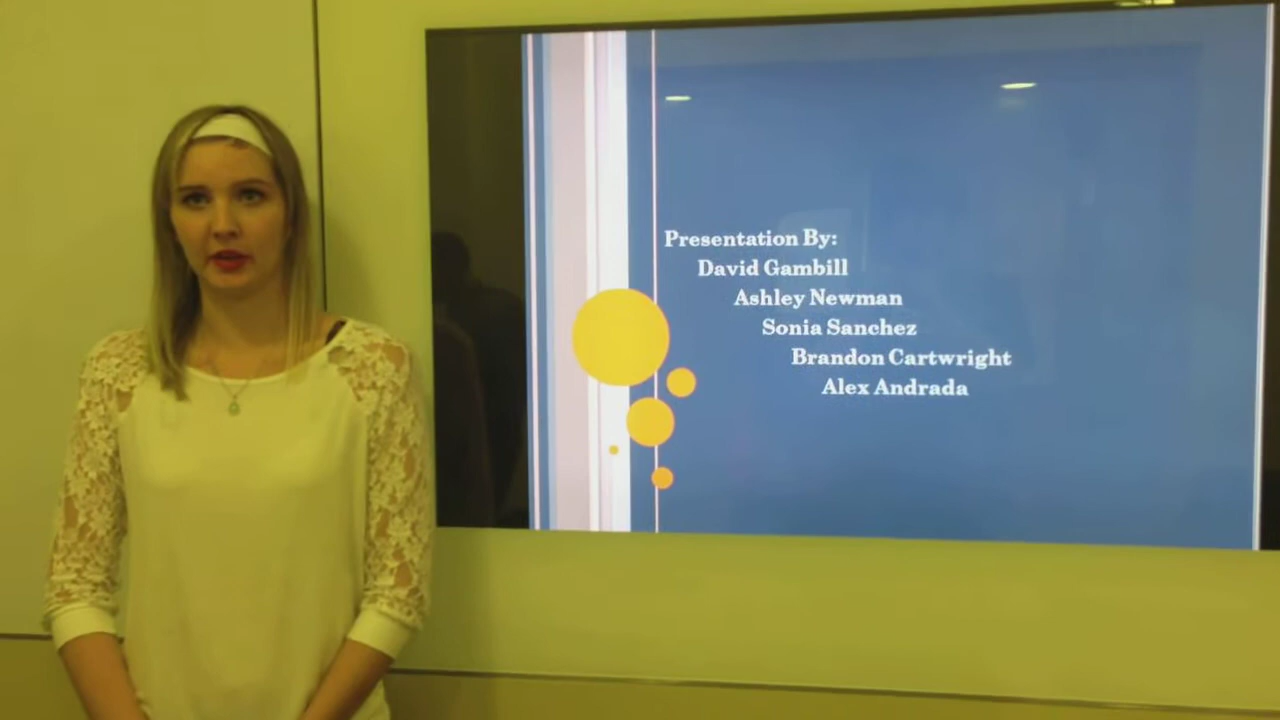 Presentation By:
David Gambill
Ashley Newman
Sonia Sanchez
Brandon Cartwright
Alex Andrada